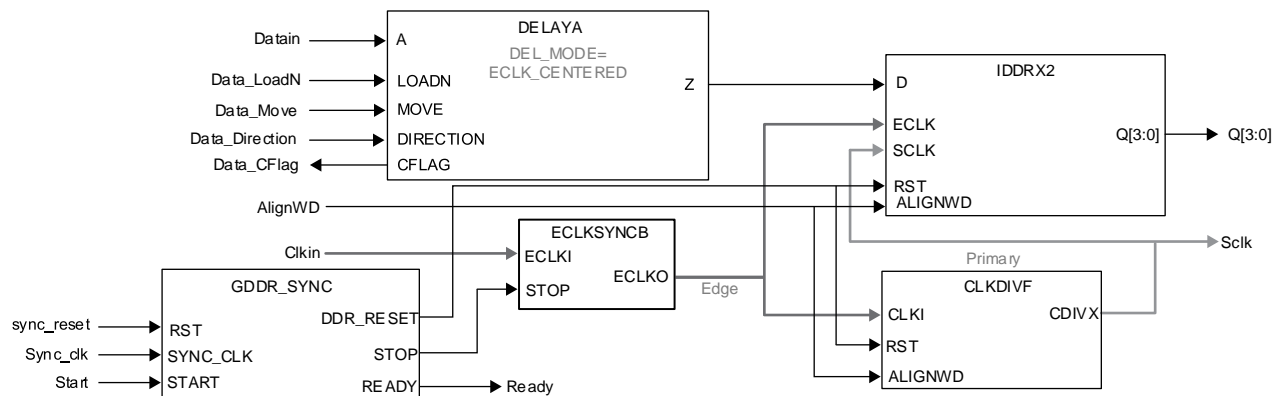 DELAYA
DEL_MODE=
ECLK_CENTERED
Datain
A
Data_LoadN
LOADN
Data_Move
MOVE
Data_Direction
DIRECTION
Data_CFlag
CFLAG
Z
IDDRX2
D
ECLK
SCLK
RST
ALIGNWD
Q[3:0]
Q[3:0]
AlignWD
Clkin
ECLKSYNCB
ECLKI
STOP
ECLKO
Edge
Primary
Sclk
GDDR_SYNC
sync_reset
RST
Sync_clk
SYNC_CLK
Start
START
DDR_RESET
STOP
READY
Ready
CLKDIVF
CLKI
RST
ALIGNWD
CDIVX